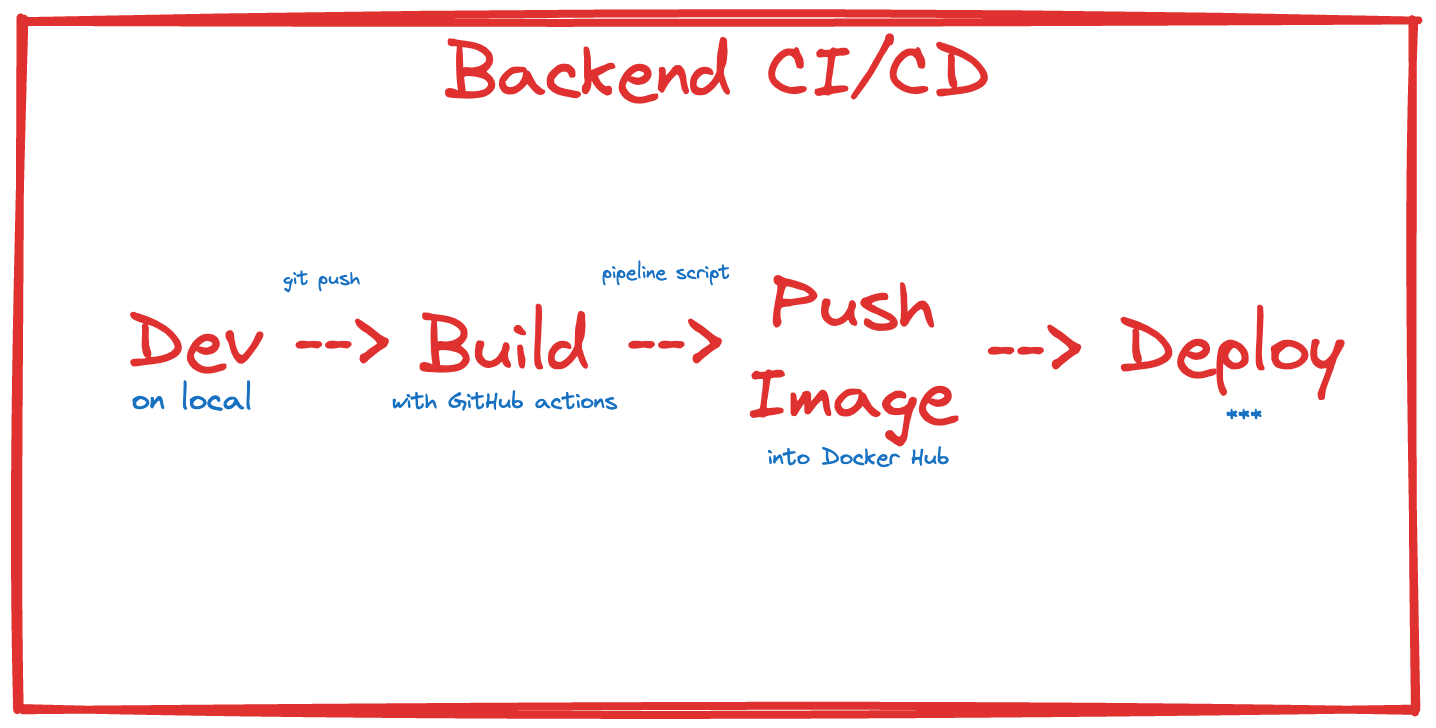 Backend CI/CD
git push
pipeline script
Dev --> Build --> Push Image --> Deploy
on local
with GitHub actions
into Docker Hub
***